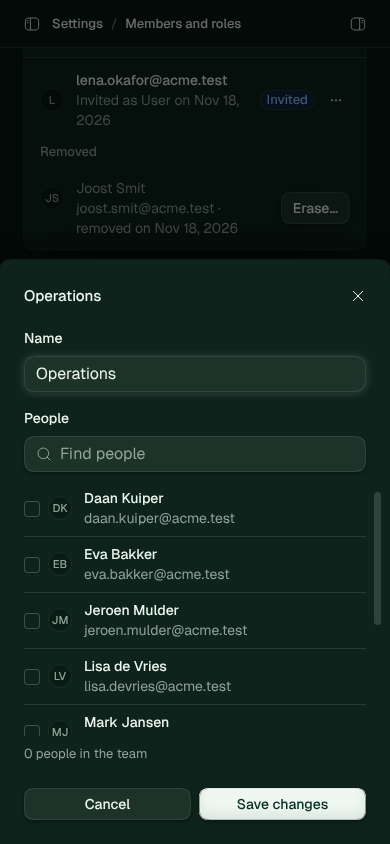 Settings / Members and roles
lena.okafor@acme.test
L
Invited as User on Nov 18,
2026
Invited
Removed
JS
Joost Smit
joost.smit@acme.test ·
removed on Nov 18, 2026
Erase...
Operations
Name
Operations
People
Find people
DK
Daan Kuiper
daan.kuiper@acme.test
EB
Eva Bakker
eva.bakker@acme.test
JM
Jeroen Mulder
jeroen.mulder@acme.test
LV
Lisa de Vries
lisa.devries@acme.test
MJ
Mark Jansen
0 people in the team
Cancel
Save changes